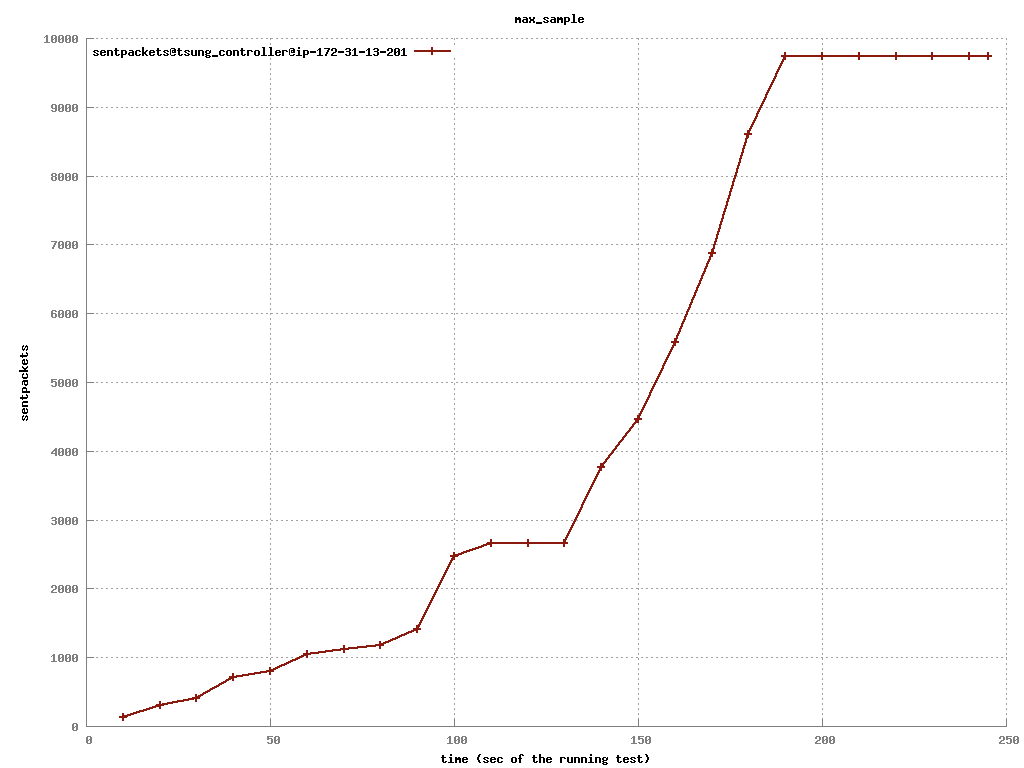 max_sample
sentpackets@tsung_controller@ip-172-31-13-201
10000
9000
8000
7000
6000
5000
4000
3000
2000
1000
0
sentpackets
0 50 100 150 200 250
time (sec of the running test)